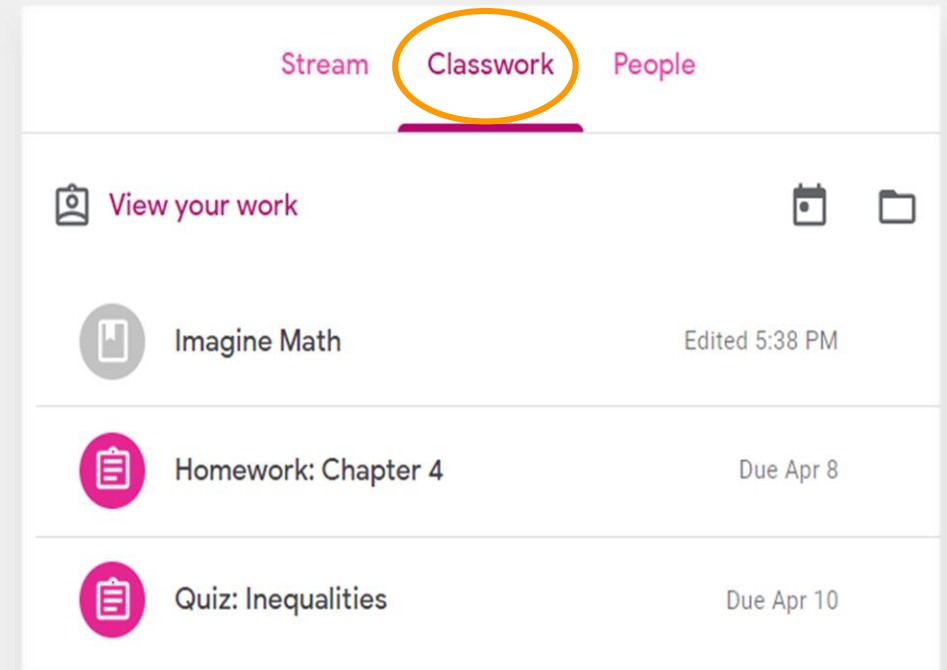 Stream Classwork People
View your work
Imagine Math Edited 5:38 PM
Homework: Chapter 4 Due Apr 8
Quiz: Inequalities Due Apr 10